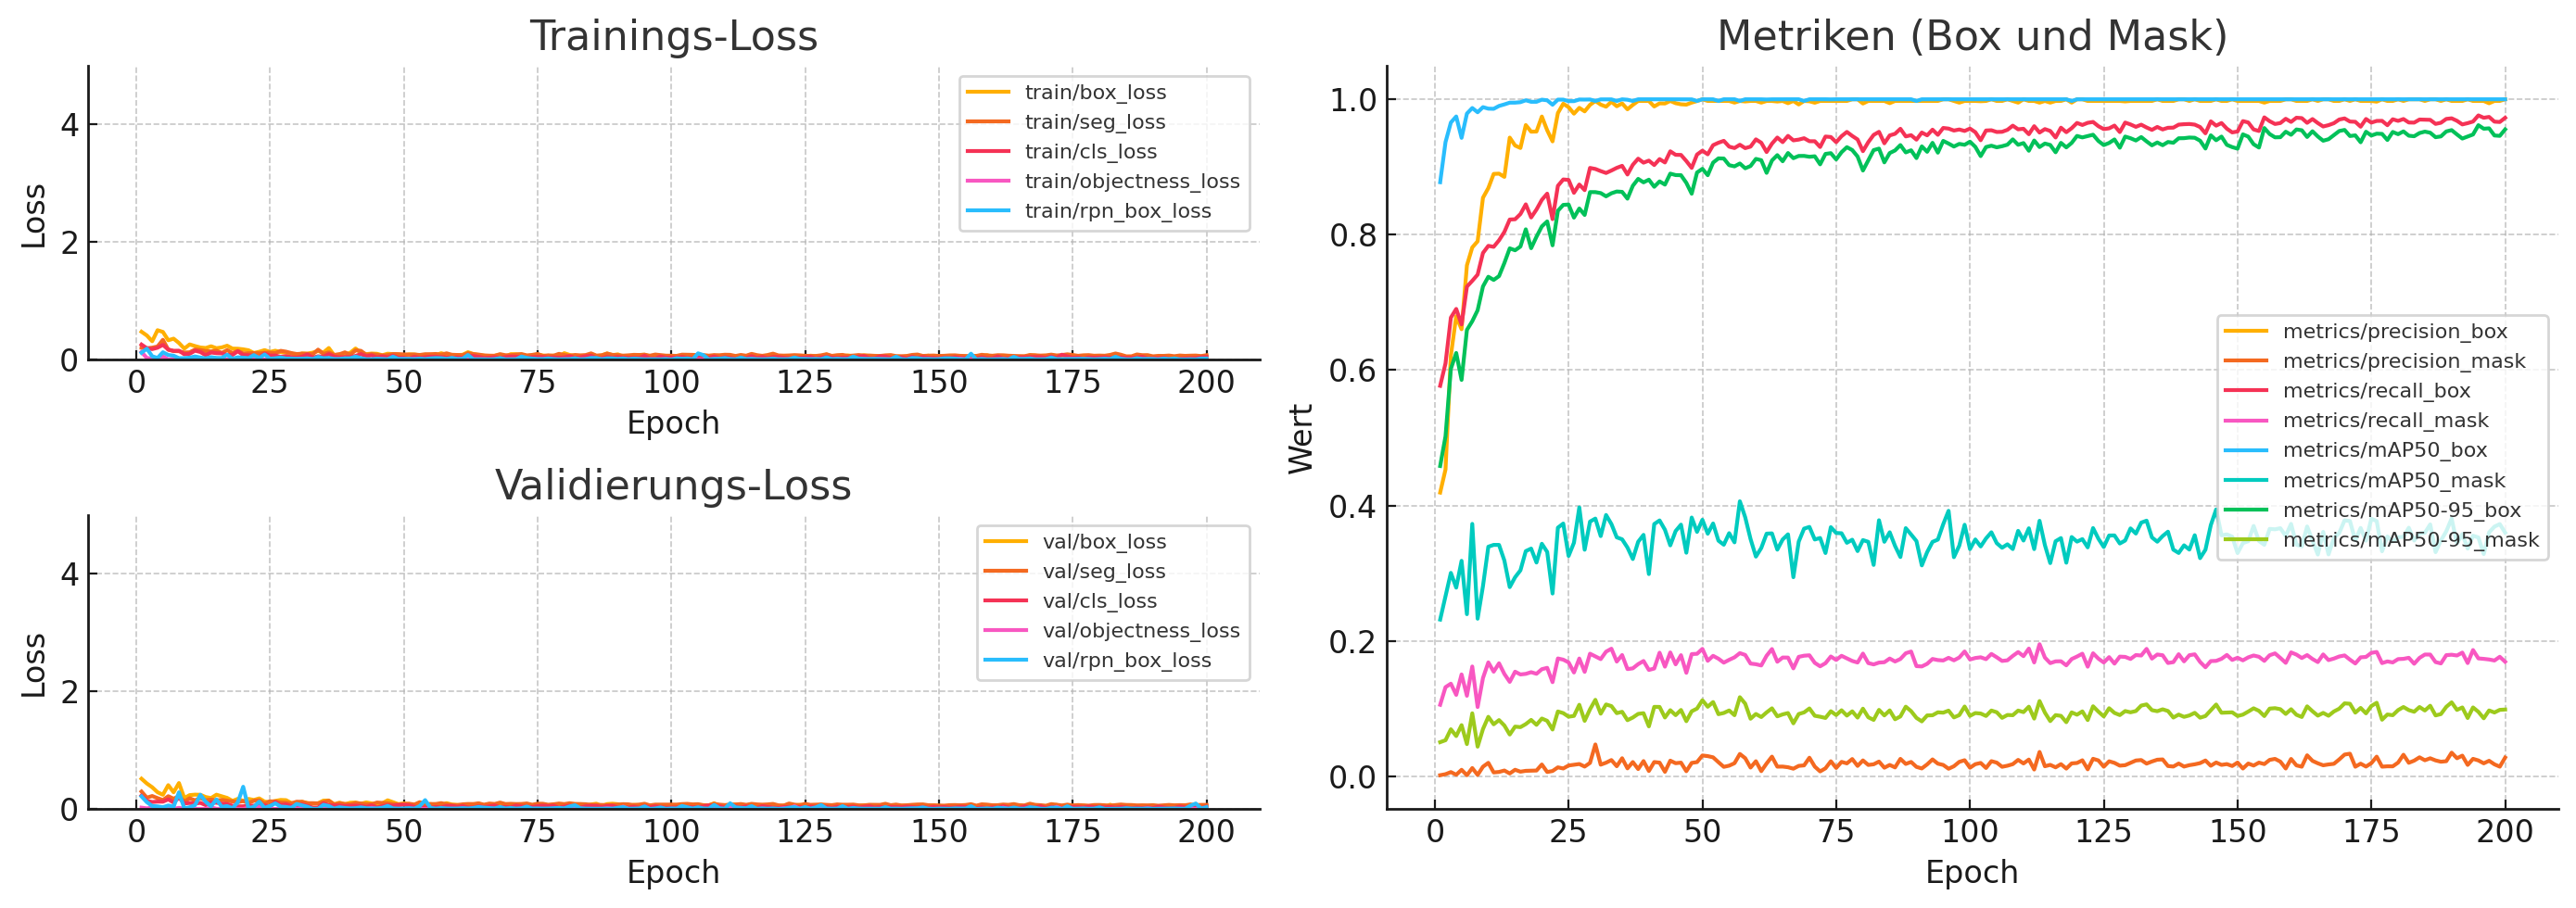 Trainings-Loss
4
2
0
Loss
0 25 50 75 100 125 150 175 200
Epoch
train/box_loss
train/seg_loss
train/cls_loss
train/objectness_loss
train/rpn_box_loss
Validierungs-Loss
4
2
0
Loss
0 25 50 75 100 125 150 175 200
Epoch
val/box_loss
val/seg_loss
val/cls_loss
val/objectness_loss
val/rpn_box_loss
Metriken (Box und Mask)
1.0
0.8
0.6
0.4
0.2
0.0
Wert
0 25 50 75 100 125 150 175 200
Epoch
metrics/precision_box
metrics/precision_mask
metrics/recall_box
metrics/recall_mask
metrics/mAP50_box
metrics/mAP50_mask
metrics/mAP50-95_box
metrics/mAP50-95_mask